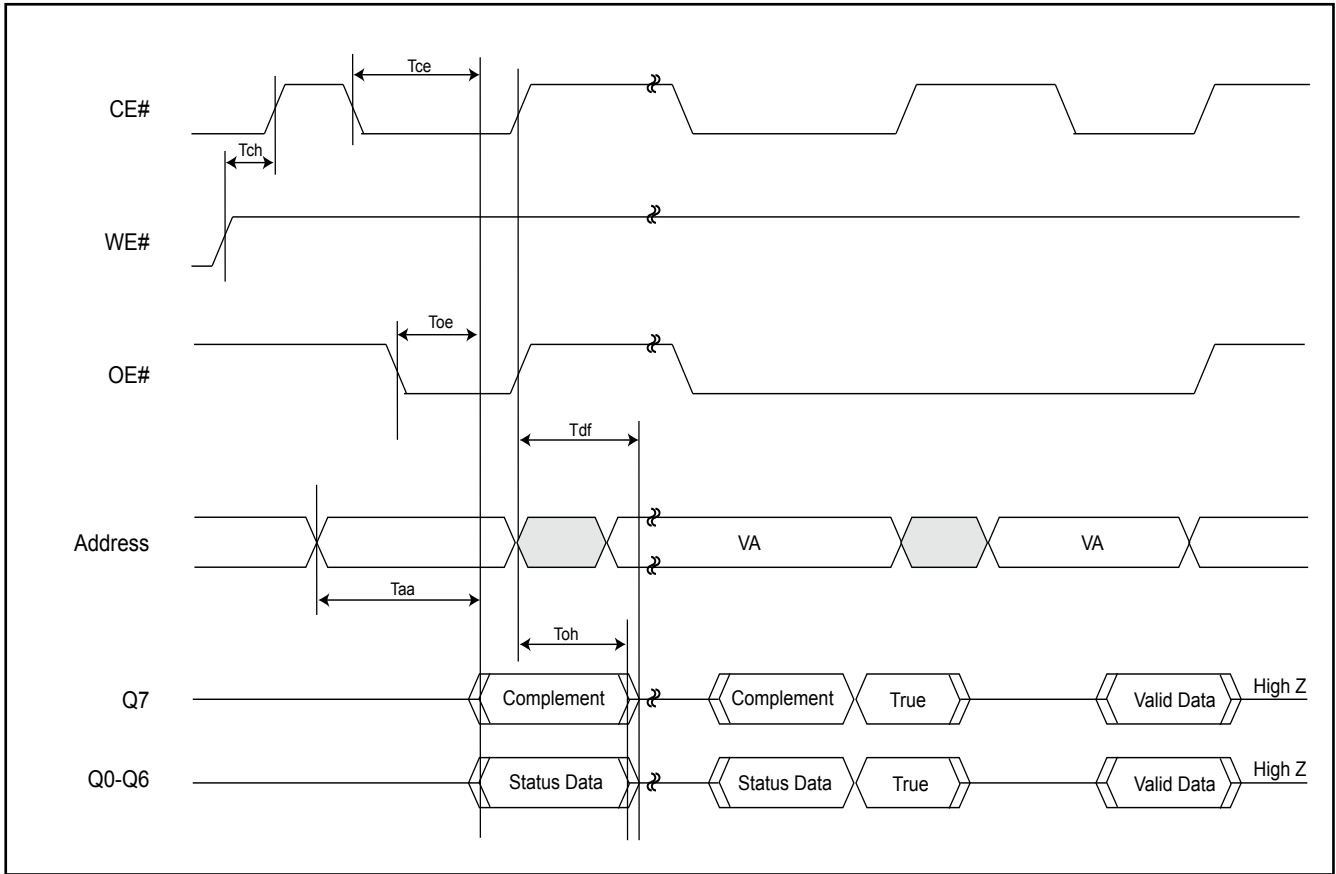 Tce
CE#
Tch
WE#
Toe
OE#
Tdf
Address VA VA
Taa
Toh
Q7 Complement Complement True Valid Data High Z
Q0-Q6 Status Data Status Data True Valid Data High Z